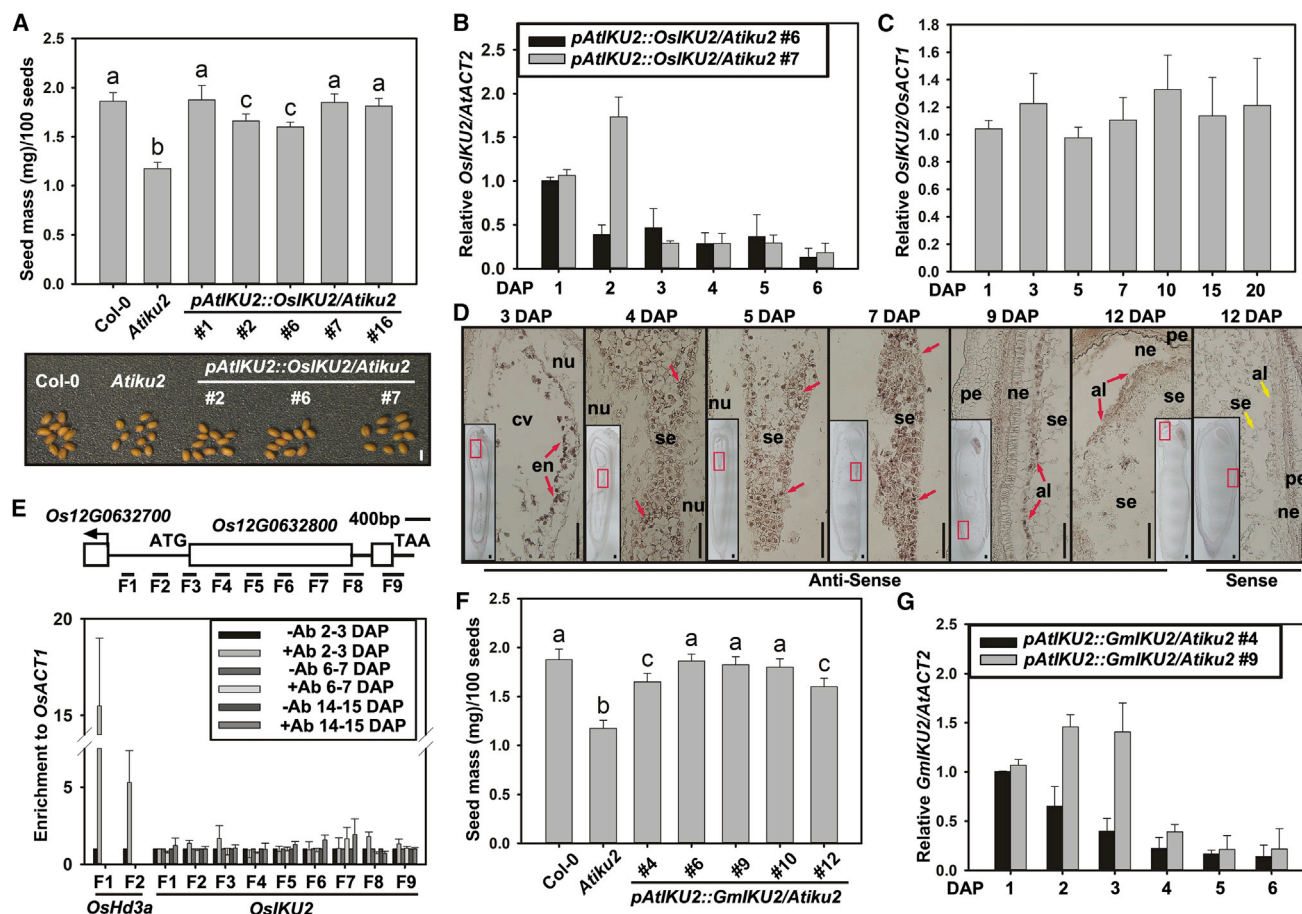 A
Seed mass (mg)/100 seeds
2.5
2.0
1.5
1.0
0.5
0.0
a
b
a
c
c
a
a
Col-0
Atiku2
#1
#2
#6
#7
#16
pAtIKU2::OsIKU2/Atiku2
Col-0
Atiku2
pAtIKU2::OsIKU2/Atiku2
#2
#6
#7
B
Relative OsIKU2/AtACT2
2.5
2.0
1.5
1.0
0.5
0.0
pAtIKU2::OsIKU2/Atiku2 #6
pAtIKU2::OsIKU2/Atiku2 #7
DAP 1 2 3 4 5 6
C
Relative OsIKU2/OsACT1
1.8
1.6
1.4
1.2
1.0
0.8
0.6
0.4
0.2
0.0
DAP 1 3 5 7 10 15 20
D
3 DAP
4 DAP
5 DAP
7 DAP
9 DAP
12 DAP
12 DAP
nu
cv
en
nu
se
nu
nu
se
se
pe
ne
al
pe
ne
al
se
se
al
se
pe
ne
Anti-Sense
Sense
E
Os12G0632700
Os12G0632800
400bp
ATG
TAA
F1 F2 F3 F4 F5 F6 F7 F8 F9
Enrichment to OsACT1
20
15
5
1
-Ab 2-3 DAP
+Ab 2-3 DAP
-Ab 6-7 DAP
+Ab 6-7 DAP
-Ab 14-15 DAP
+Ab 14-15 DAP
F1 F2 F1 F2 F3 F4 F5 F6 F7 F8 F9
OsHd3a
OsIKU2
F
Seed mass (mg)/100 seeds
2.5
2.0
1.5
1.0
0.5
0.0
a
b
c
a
a
a
c
Col-0
Atiku2
#4
#6
#9
#10
#12
pAtIKU2::GmIKU2/Atiku2
G
Relative GmIKU2/AtACT2
2.0
1.5
1.0
0.5
0.0
pAtIKU2::GmIKU2/Atiku2 #4
pAtIKU2::GmIKU2/Atiku2 #9
DAP 1 2 3 4 5 6